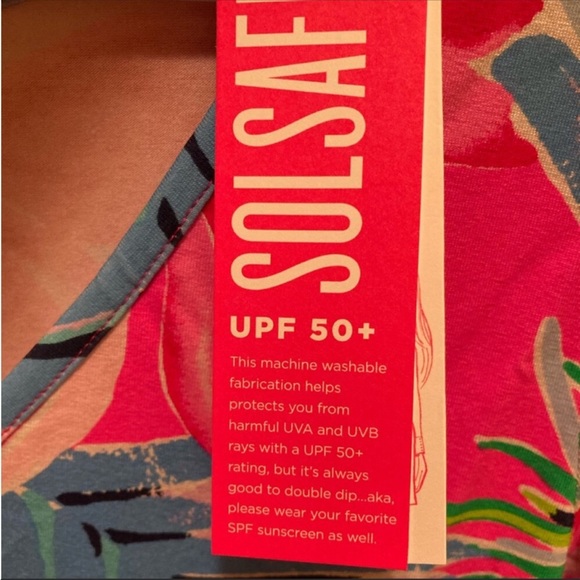 SOLSAF
UPF 50+
This machine washable
fabrication helps
protects you from
harmful UVA and UVB
rays with a UPF 50+
rating, but it's always
good to double dip...aka,
please wear your favorite
SPF sunscreen as well.